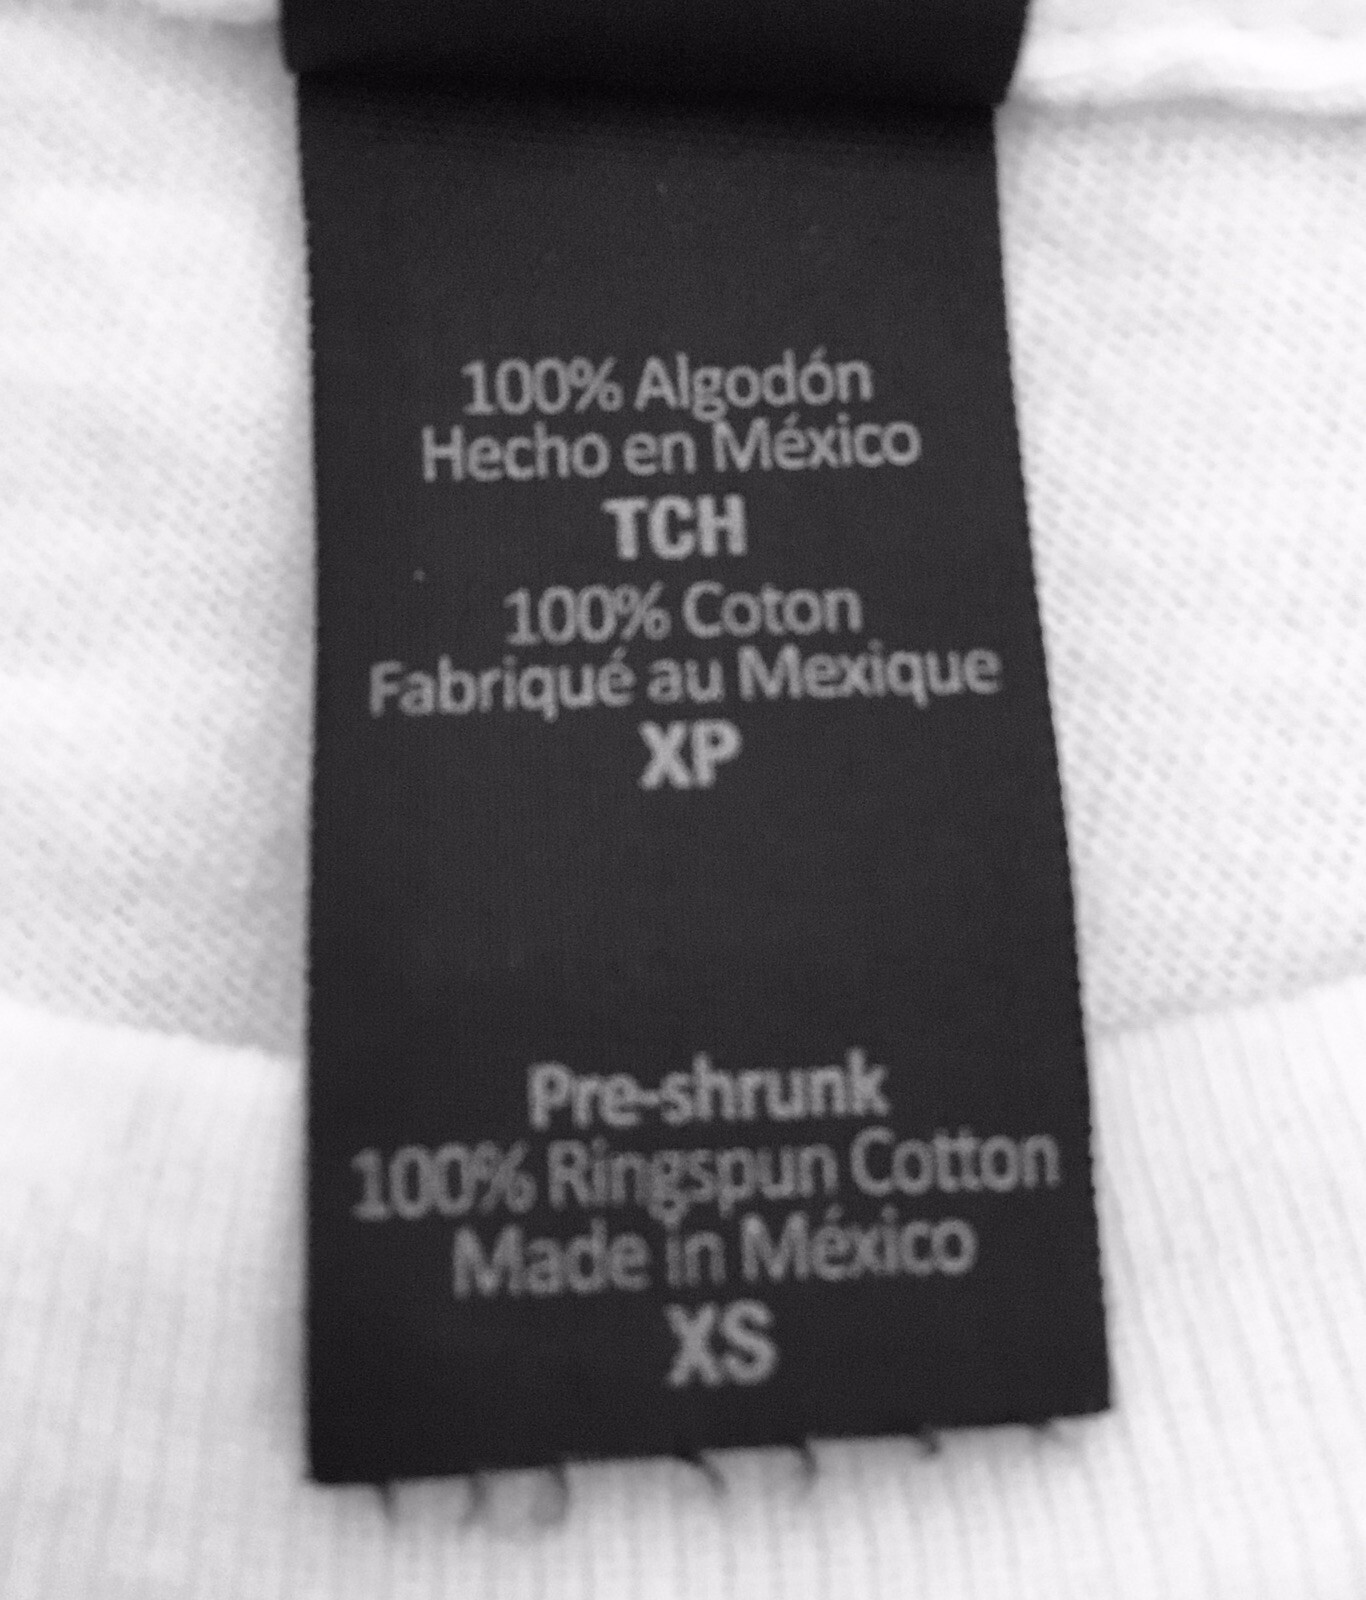 100% Algodón
Hecho en México
TCH
100% Coton
Fabriqué au Mexique
XP
Pre-shrunk
100% Ringspun Cotton
Made in México
XS